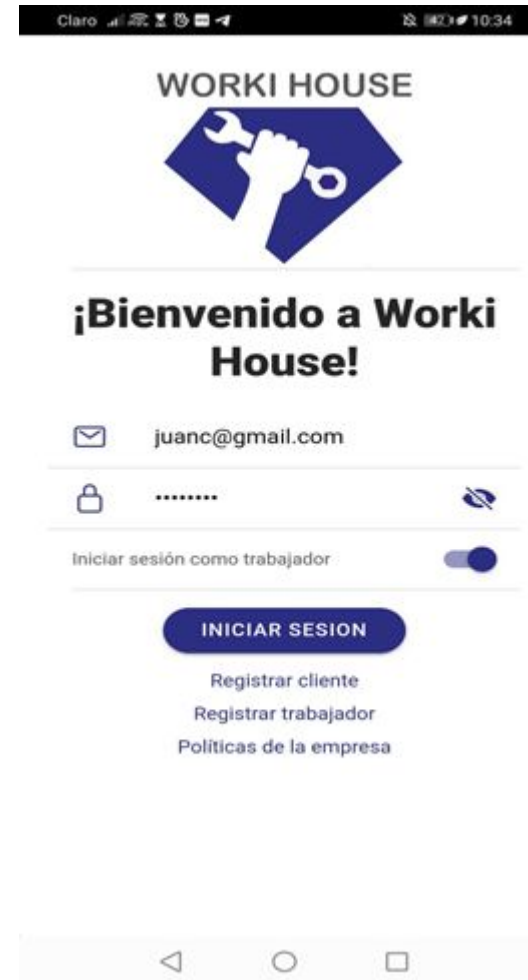 Claro 10:34
WORKI HOUSE
¡Bienvenido a Worki
House!
juanc@gmail.com
••••••••
Iniciar sesión como trabajador
INICIAR SESION
Registrar cliente
Registrar trabajador
Políticas de la empresa